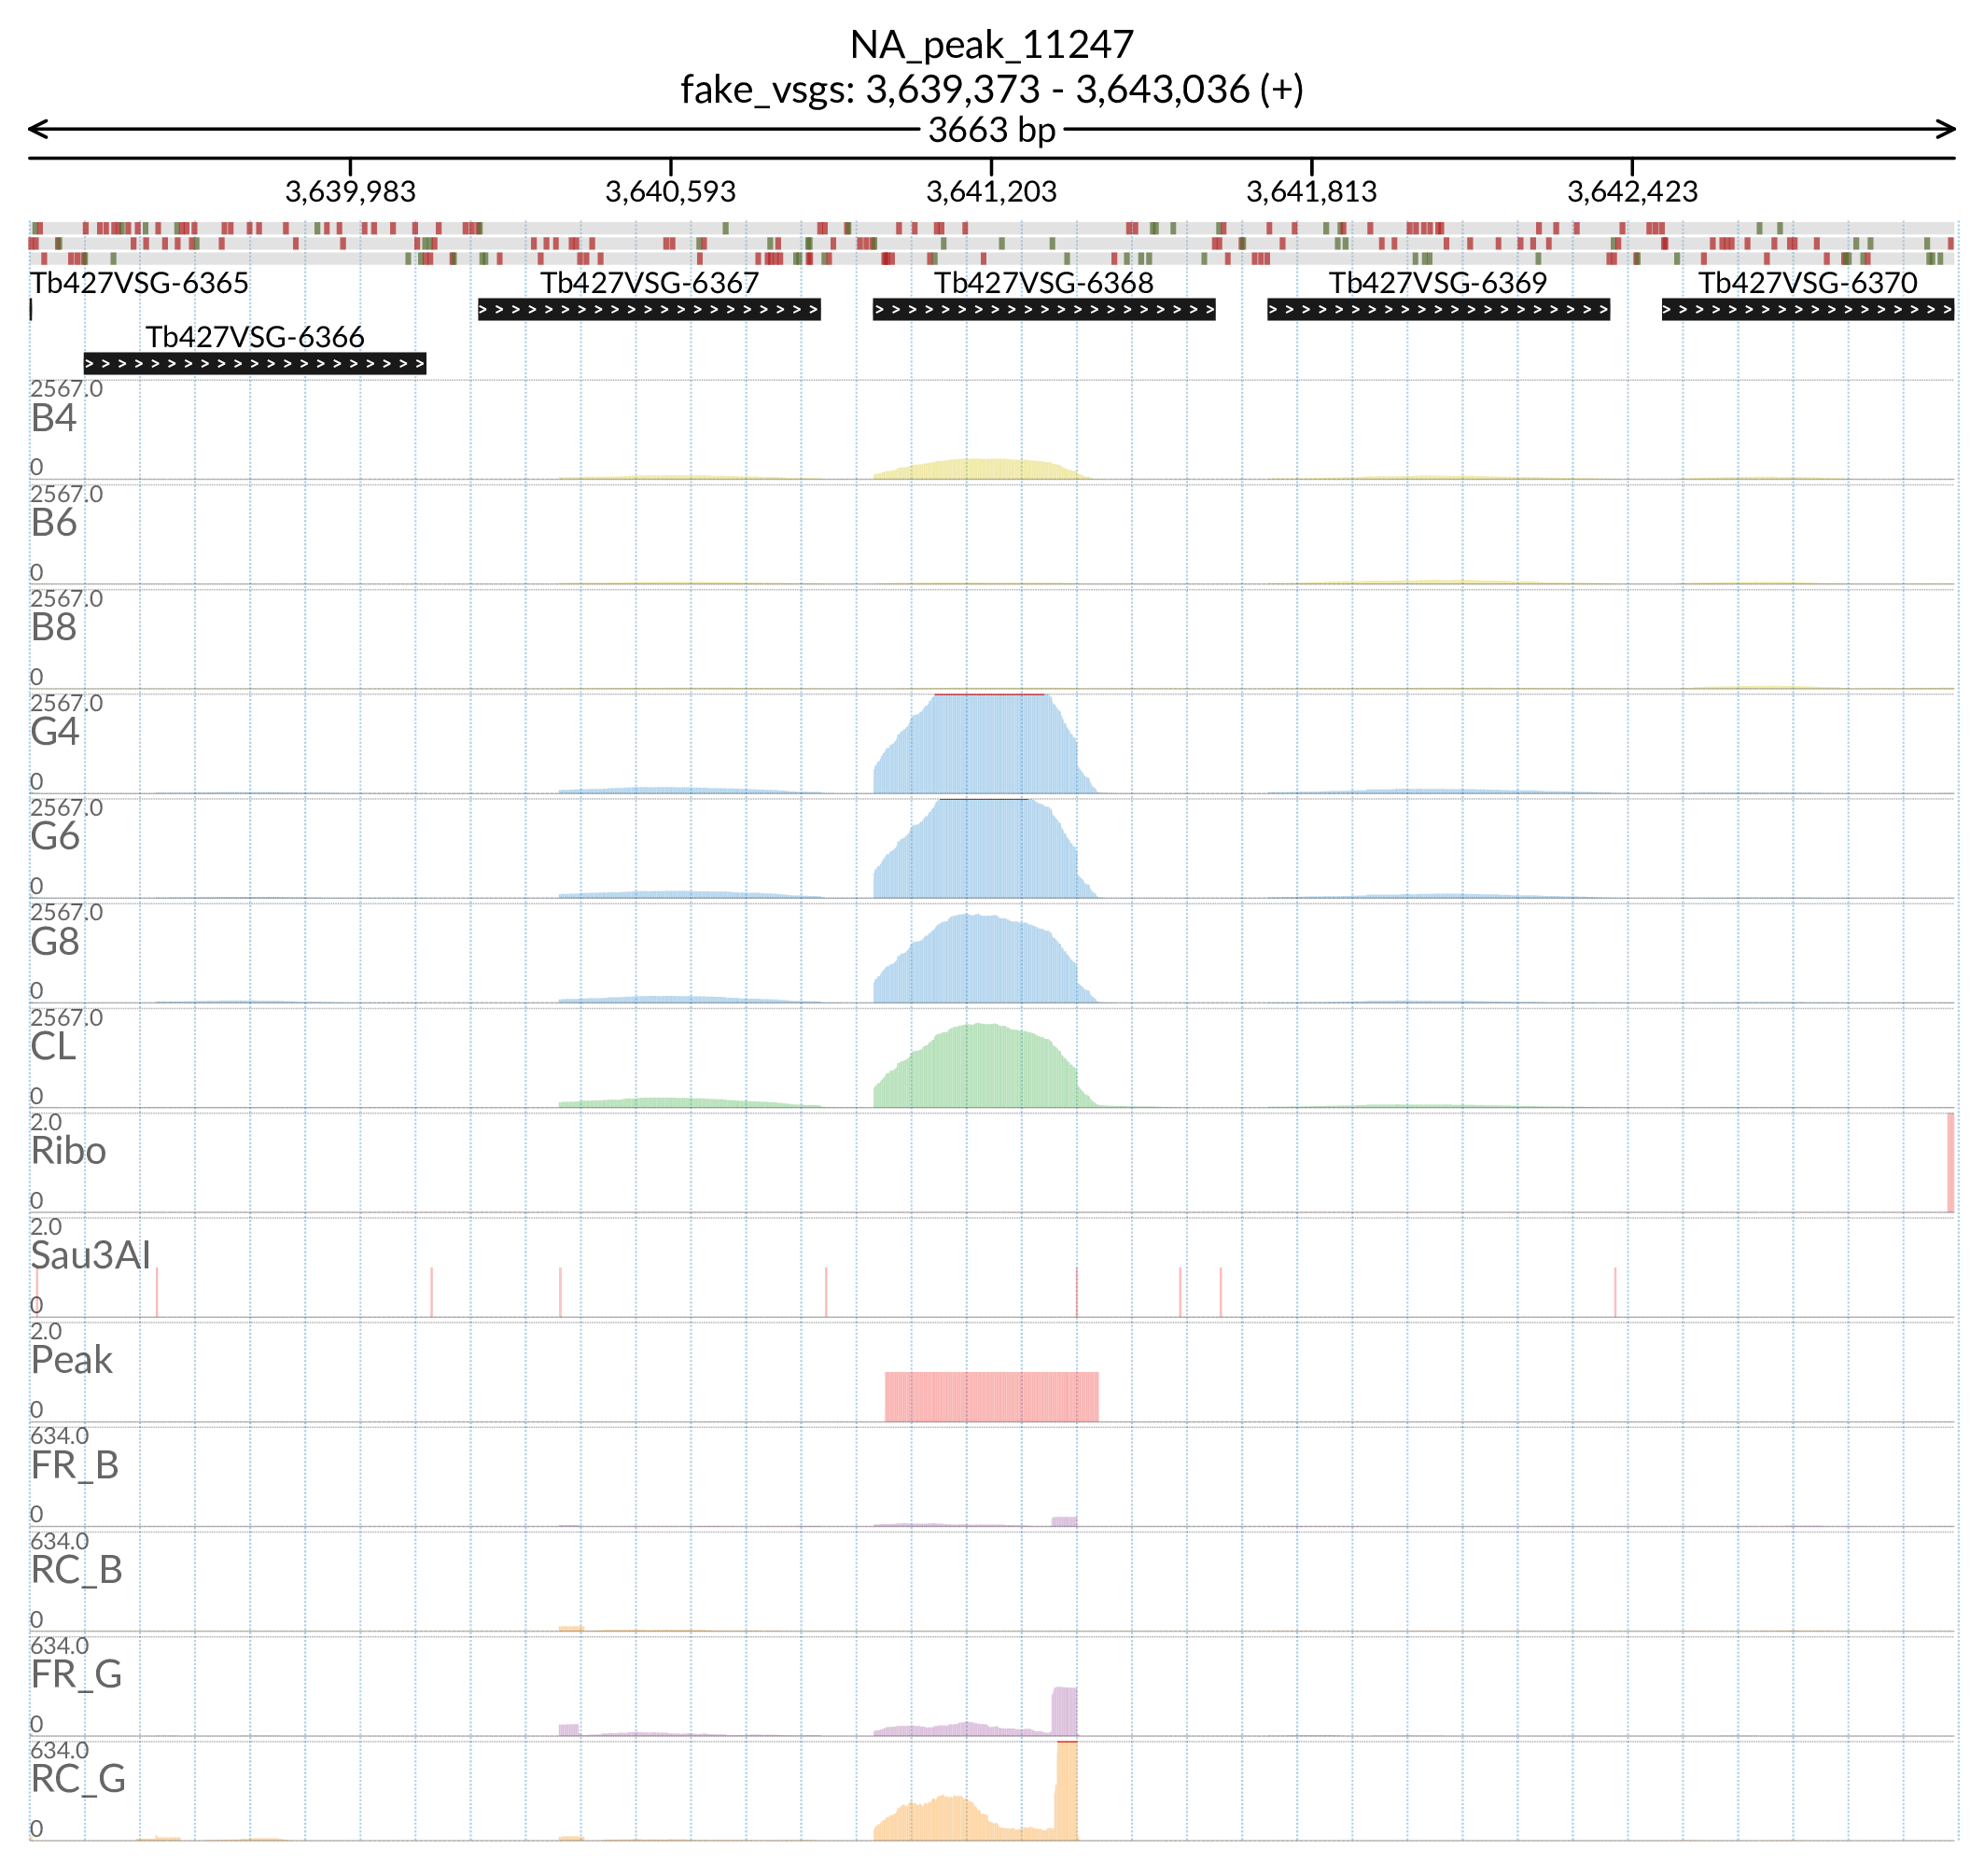 NA_peak_11247
fake_vsgs: 3,639,373 - 3,643,036 (+)
3663 bp
3,639,983 3,640,593 3,641,203 3,641,813 3,642,423
Tb427VSG-6365 Tb427VSG-6367 Tb427VSG-6368 Tb427VSG-6369 Tb427VSG-6370
Tb427VSG-6366
2567.0
B4
0
2567.0
B6
0
2567.0
B8
0
2567.0
G4
0
2567.0
G6
0
2567.0
G8
0
2567.0
CL
0
2.0
Ribo
0
2.0
Sau3AI
0
2.0
Peak
0
634.0
FR_B
0
634.0
RC_B
0
634.0
FR_G
0
634.0
RC_G
0